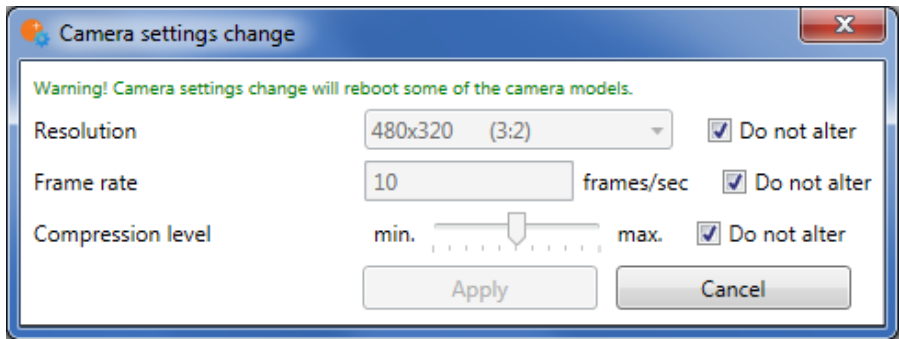 Camera settings change
Warning! Camera settings change will reboot some of the camera models.
Resolution 480x320 (3:2) Do not alter
Frame rate 10 frames/sec Do not alter
Compression level min. max. Do not alter
Apply Cancel